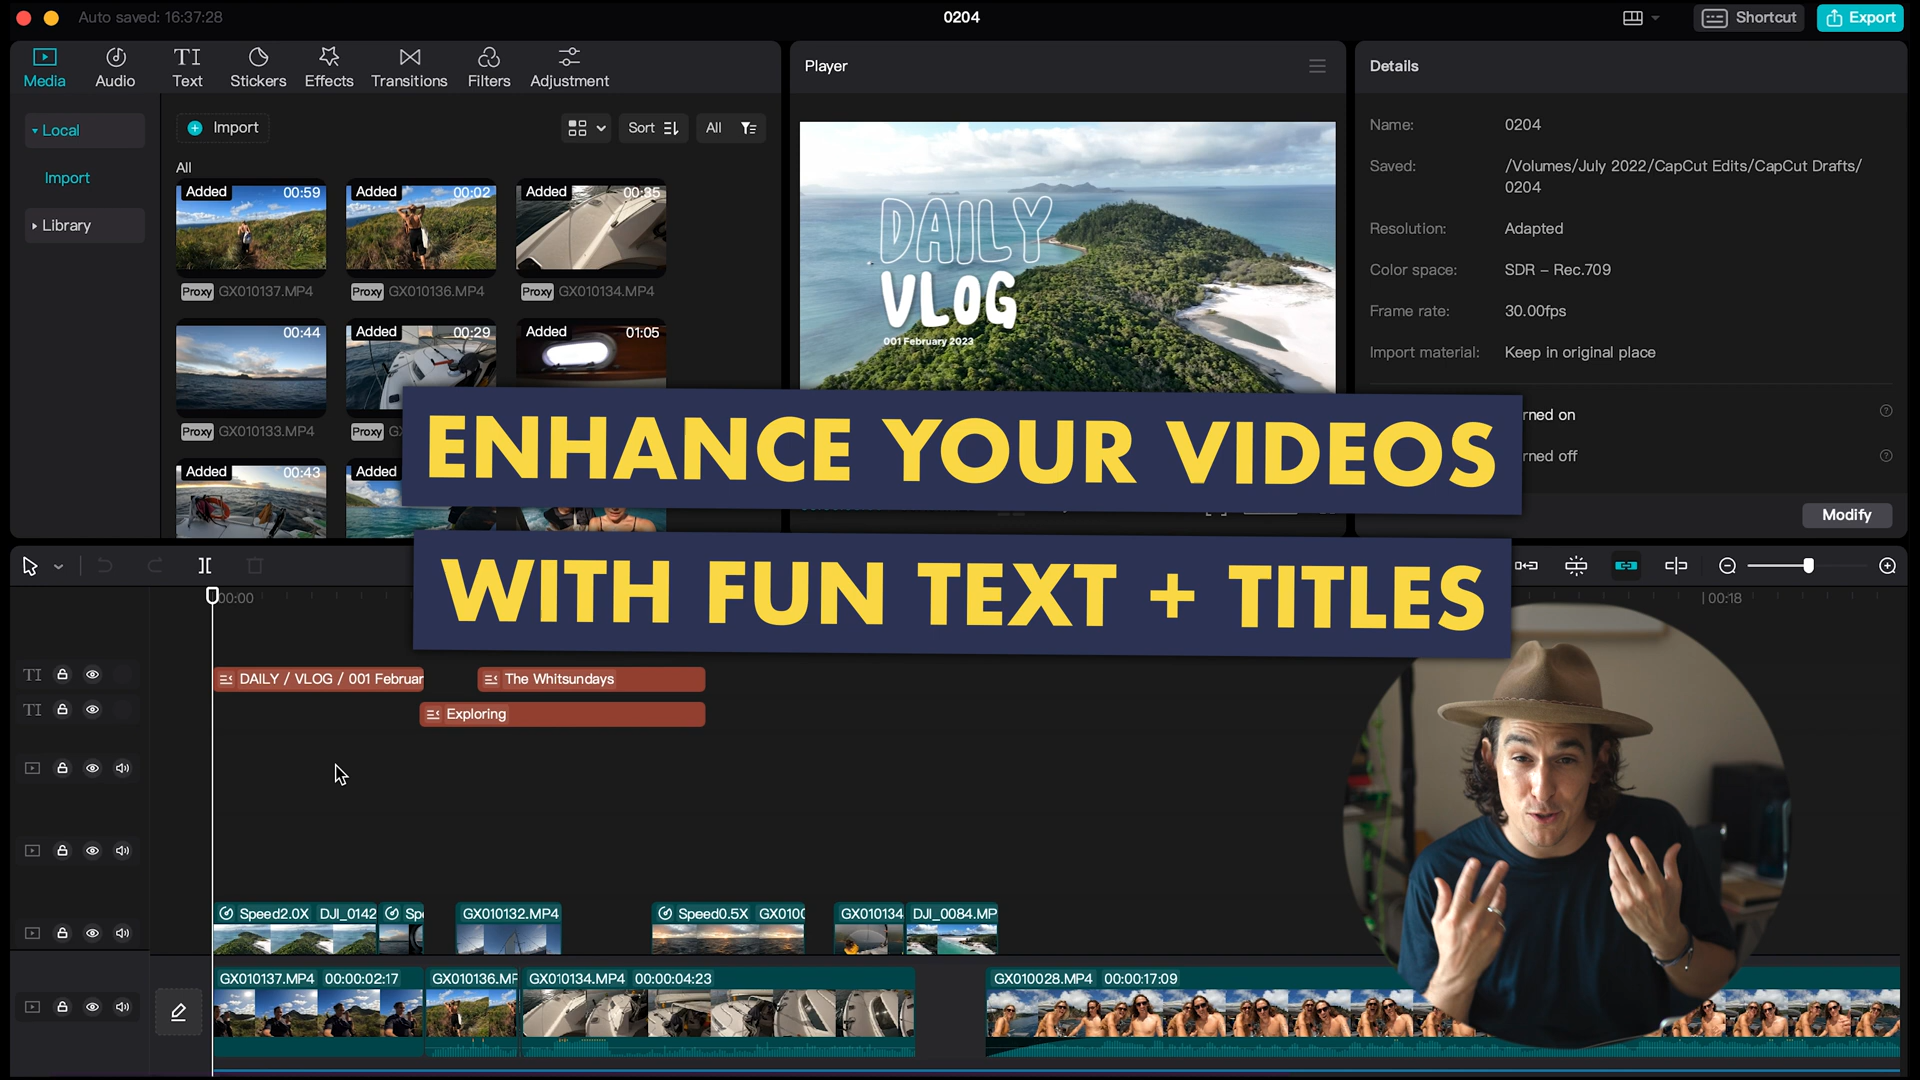 Auto saved: 16:37:28
0204
Shortcut
Export
Media
Audio
TI
Text
Stickers
Effects
Transitions
Filters
Adjustment
Player
Details
Local
Import
Library
Import
Sort
All
All
Added 00:59
Added 00:02
Added 00:35
Proxy GX010137.MP4
Proxy GX010136.MP4
Proxy GX010134.MP4
00:44
Added 00:29
Added 01:05
Proxy GX010133.MP4
Proxy
Added 00:43
Added
DAILY
VLOG
001 February 2023
Name: 0204
Saved: /Volumes/July 2022/CapCut Edits/CapCut Drafts/
0204
Resolution: Adapted
Color space: SDR – Rec.709
Frame rate: 30.00fps
Import material: Keep in original place
rned on
rned off
Modify
ENHANCE YOUR VIDEOS
WITH FUN TEXT + TITLES
00:00
00:18
TI
DAILY / VLOG / 001 Februar
The Whitsundays
TI
Exploring
Speed2.0X DJI_0142
Spe
GX010132.MP4
Speed0.5X GX0100
GX010134
DJI_0084.MP
GX010137.MP4 00:00:02:17
GX010136.MP
GX010134.MP4 00:00:04:23
GX010028.MP4 00:00:17:09